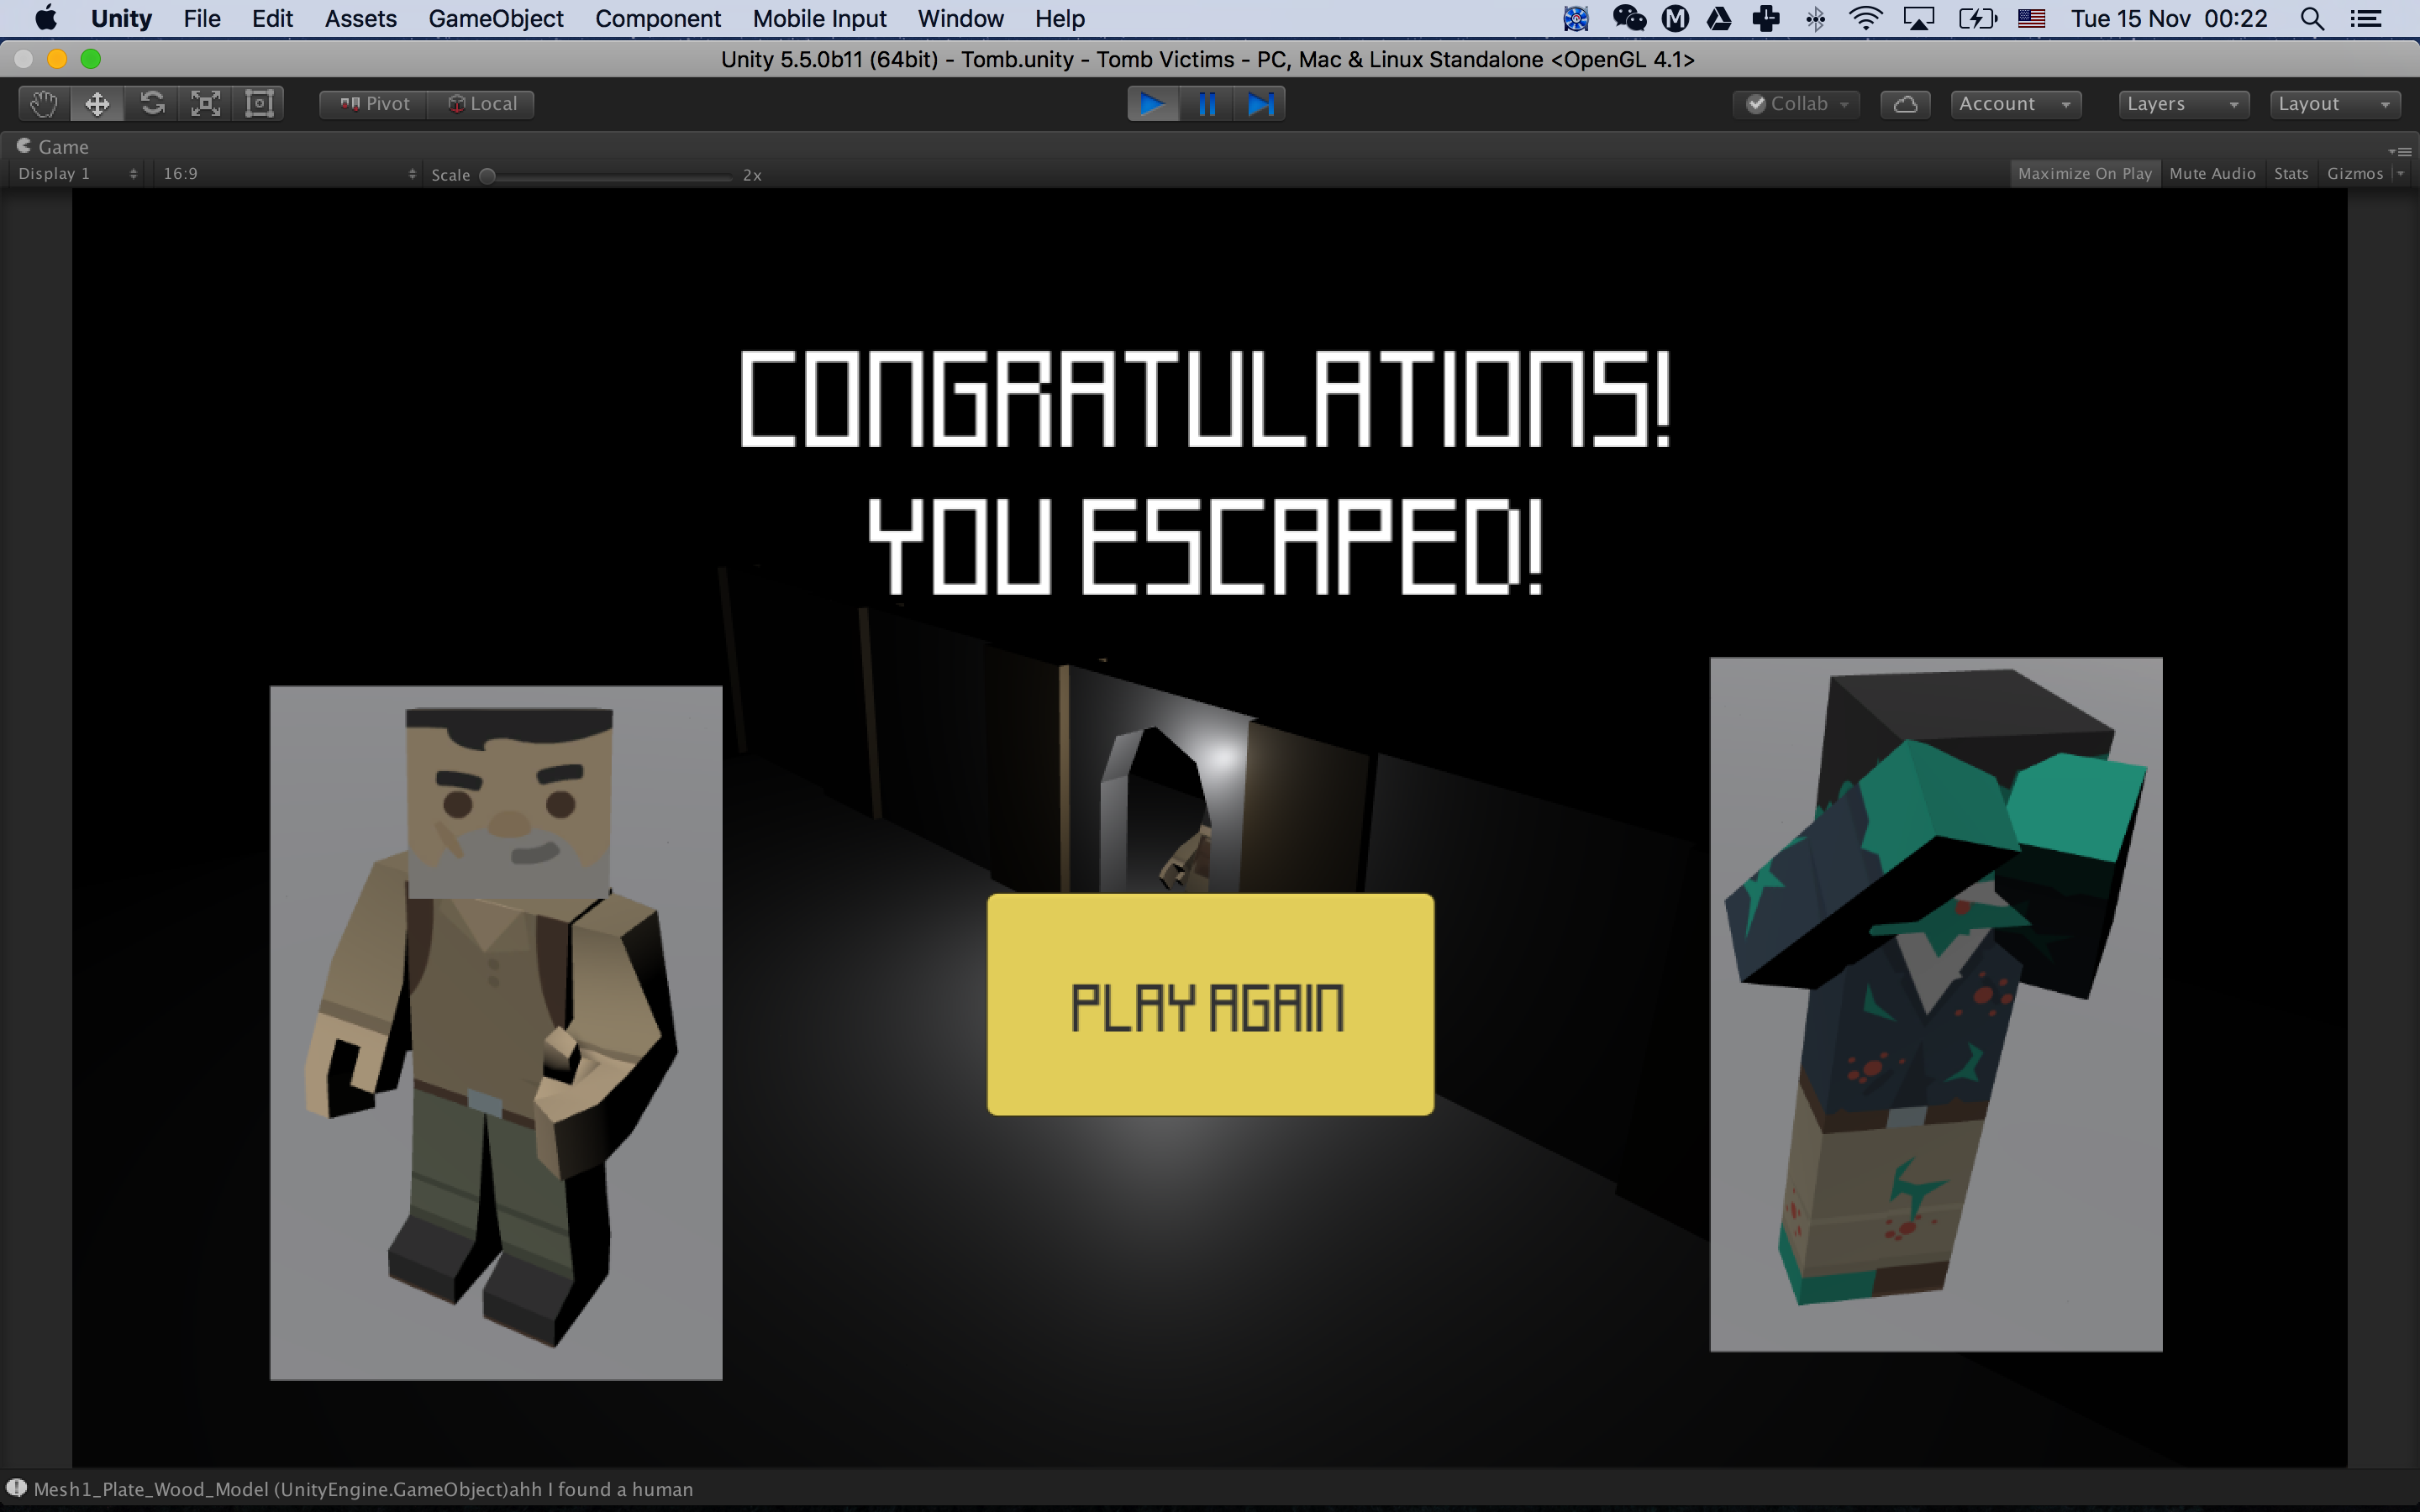 Unity File Edit Assets GameObject Component Mobile Input Window Help Tue 15 Nov 00:22
Unity 5.5.0b11 (64bit) - Tomb.unity - Tomb Victims - PC, Mac & Linux Standalone <OpenGL 4.1>
Pivot Local Collab Account Layers Layout
Game
Display 1 16:9 Scale 2x Maximize On Play Mute Audio Stats Gizmos
CONGRATULATIONS!
YOU ESCAPED!
PLAY AGAIN
Mesh1_Plate_Wood_Model (UnityEngine.GameObject)ahh I found a human